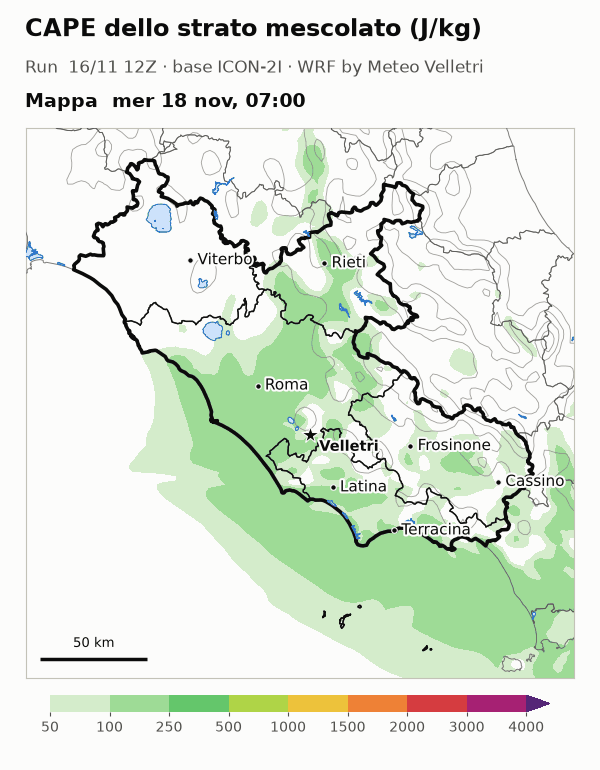 CAPE dello strato mescolato (J/kg)
Run  16/11 12Z · base ICON-2I · WRF by Meteo Velletri
Mappa  mer 18 nov, 07:00
Viterbo
Rieti
Roma
Velletri
Frosinone
Latina
Cassino
Terracina
50 km
50 100 250 500 1000 1500 2000 3000 4000